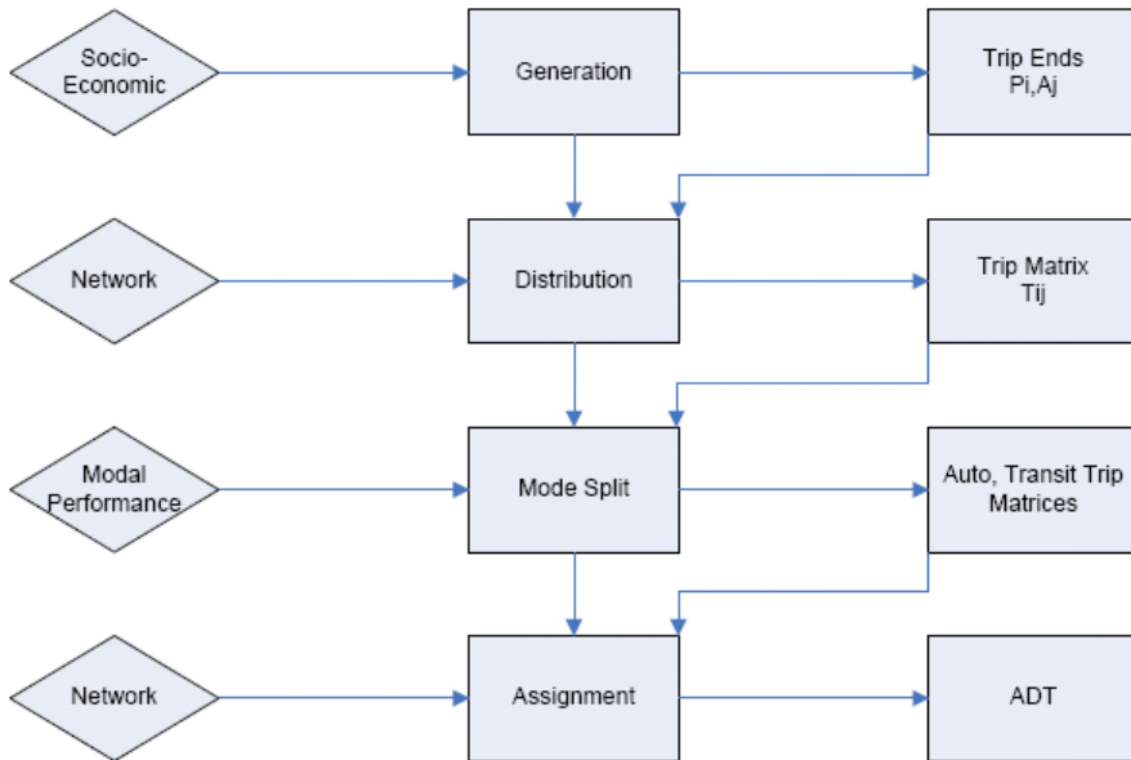 Socio-
Economic
Generation
Trip Ends
Pi,Aj
Network
Distribution
Trip Matrix
Tij
Modal
Performance
Mode Split
Auto, Transit Trip
Matrices
Network
Assignment
ADT